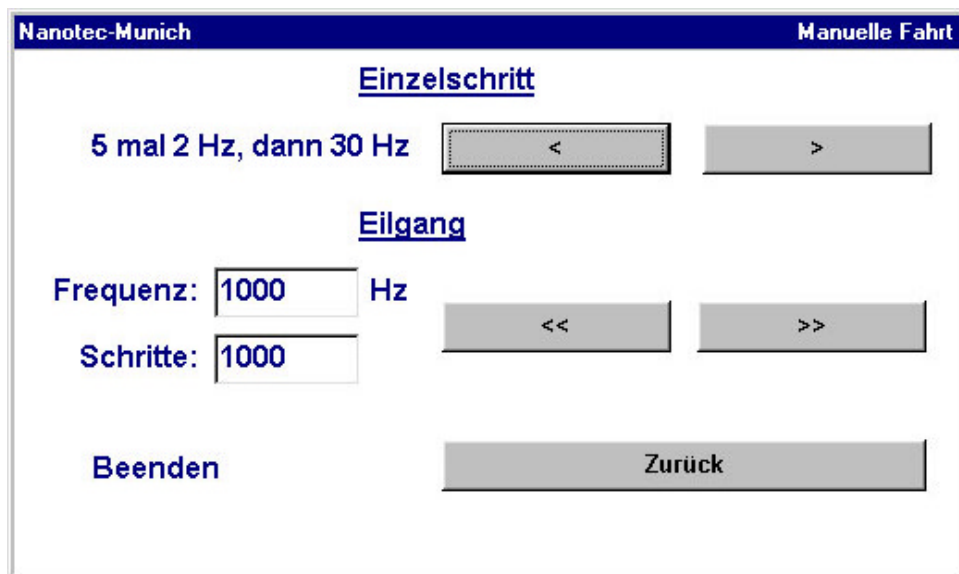 Nanotec-Munich Manuelle Fahrt
Einzelschritt
5 mal 2 Hz, dann 30 Hz < >
Eilgang
Frequenz: 1000 Hz
<< >>
Schritte: 1000
Beenden Zurück